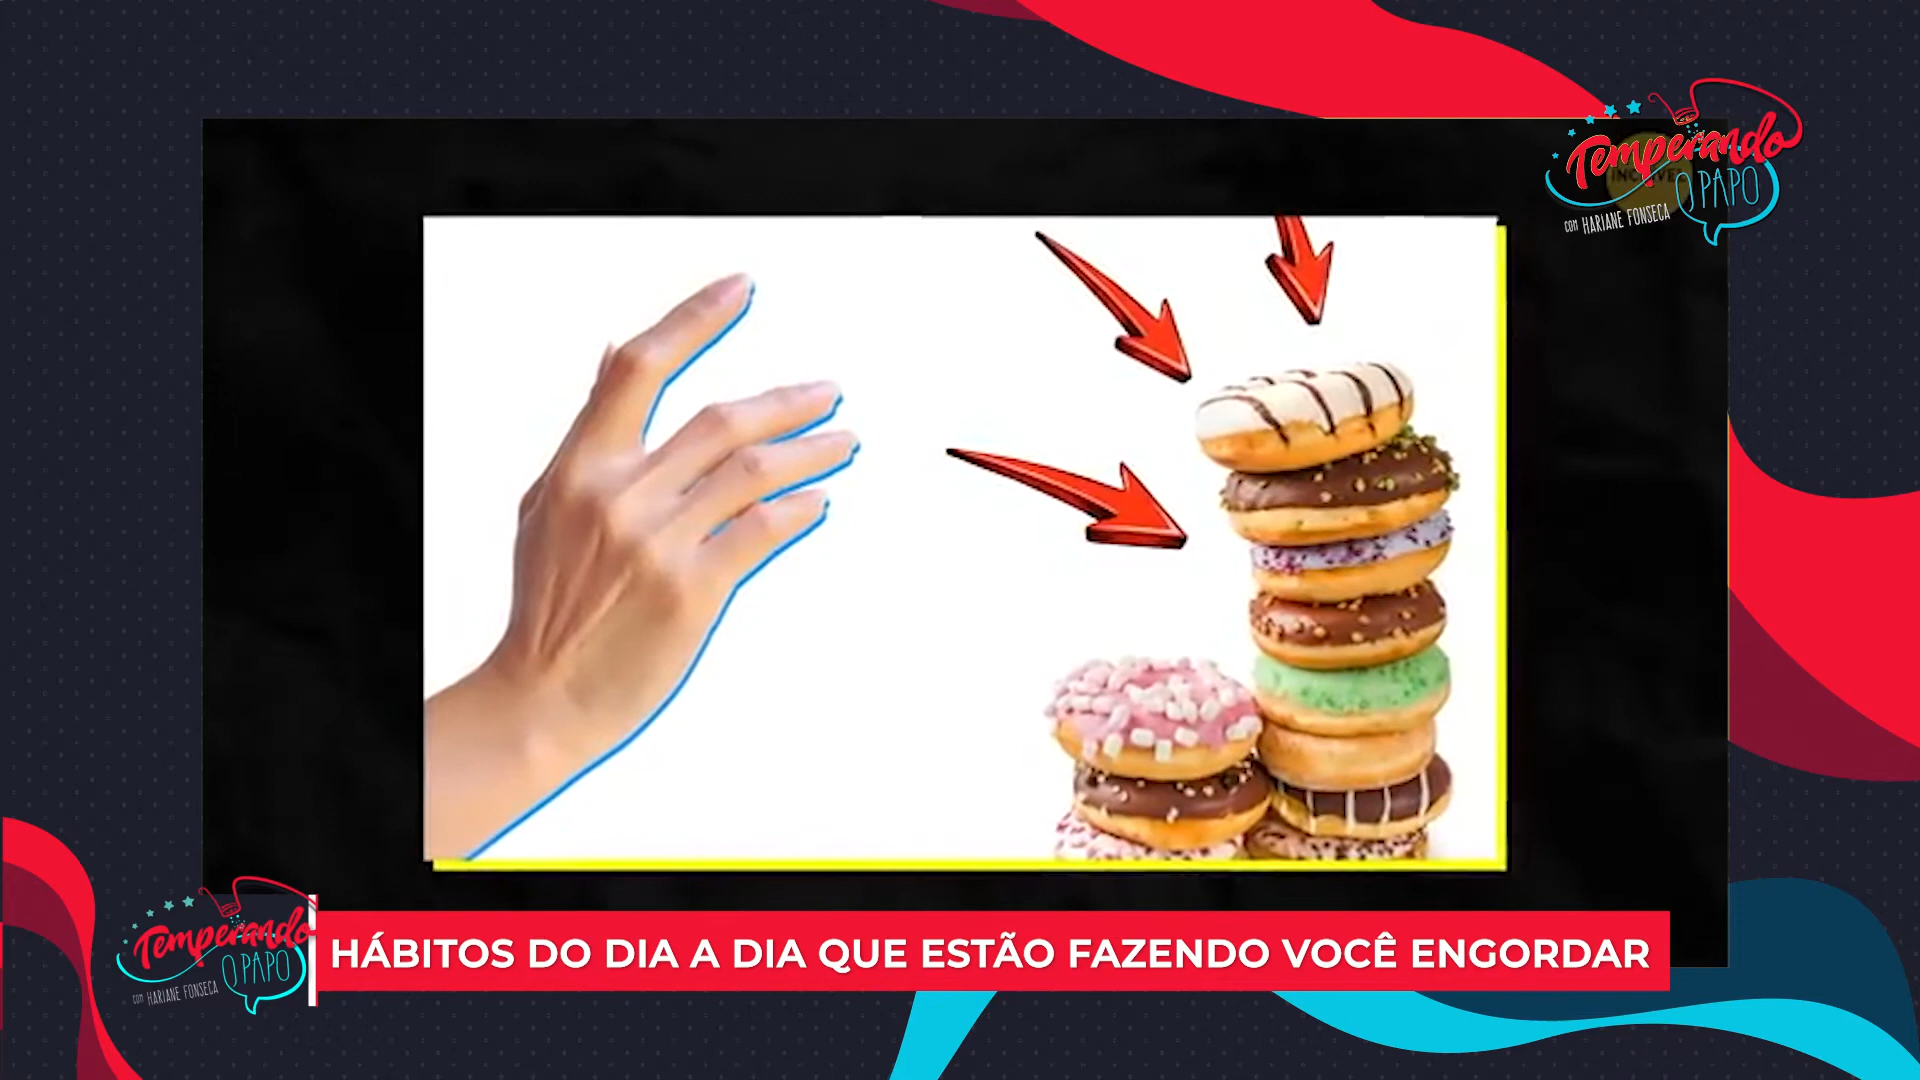 Temperando
O PAPO
COM HARIANE FONSECA
Temperando
O PAPO
COM HARIANE FONSECA
HÁBITOS DO DIA A DIA QUE ESTÃO FAZENDO VOCÊ ENGORDAR